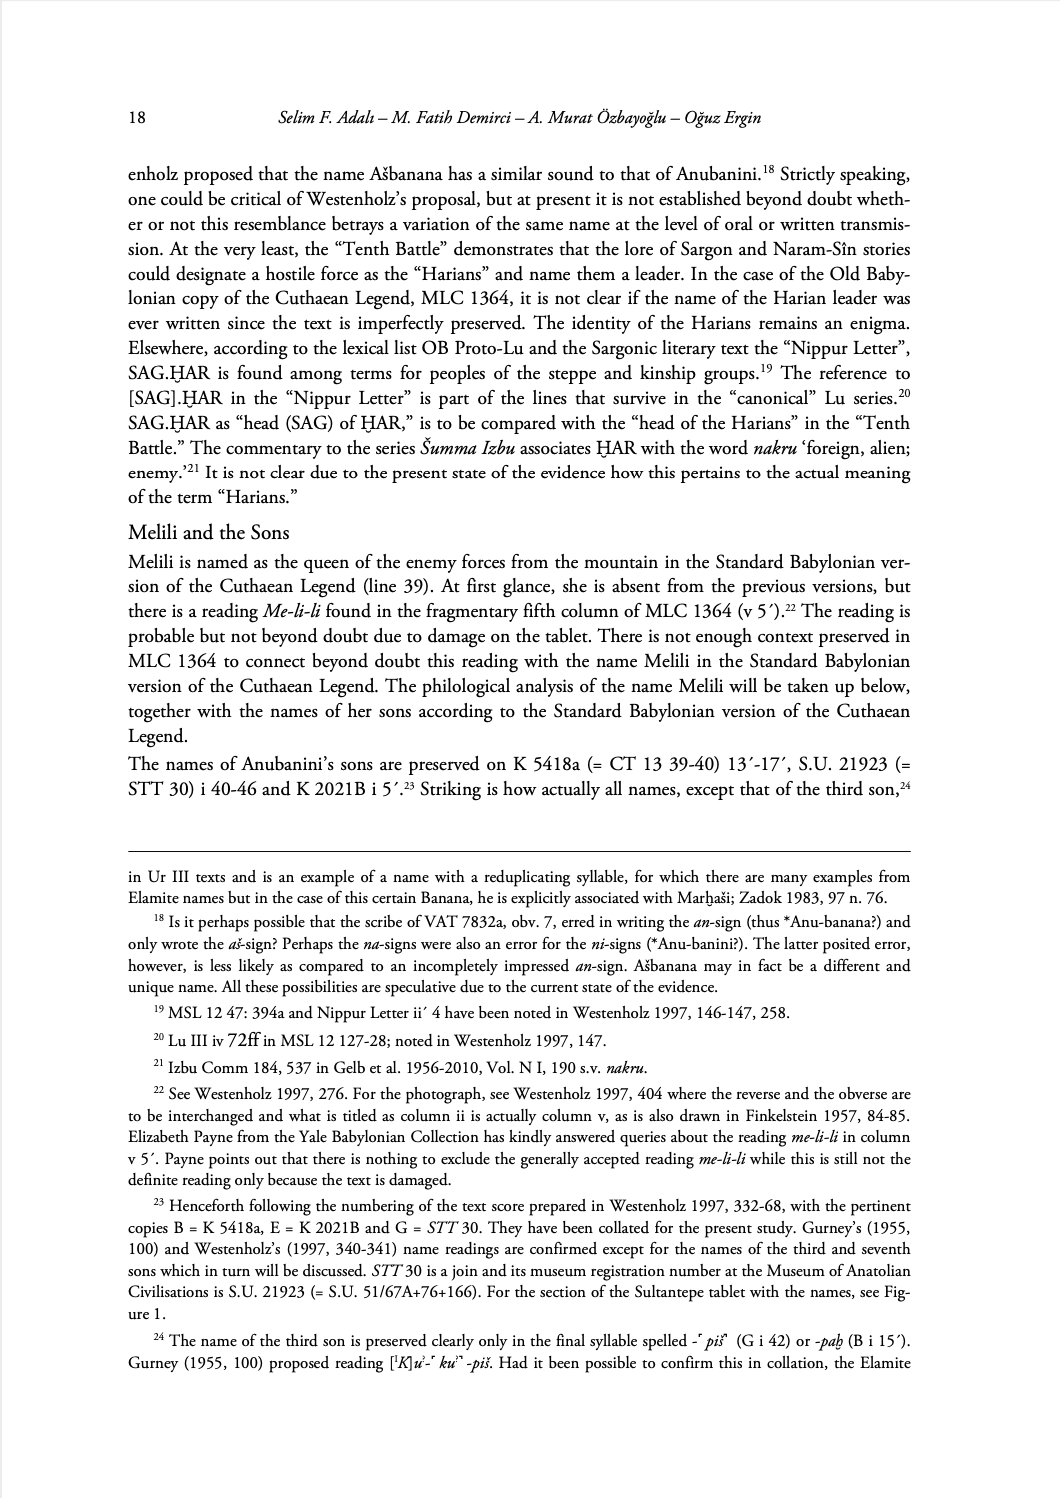 18 Selim F. Adalı – M. Fatih Demirci – A. Murat Özbayoğlu – Oğuz Ergin
enholz proposed that the name Ašbanana has a similar sound to that of Anubanini.18 Strictly speaking,
one could be critical of Westenholz’s proposal, but at present it is not established beyond doubt wheth-
er or not this resemblance betrays a variation of the same name at the level of oral or written transmis-
sion. At the very least, the “Tenth Battle” demonstrates that the lore of Sargon and Naram-Sîn stories
could designate a hostile force as the “Harians” and name them a leader. In the case of the Old Baby-
lonian copy of the Cuthaean Legend, MLC 1364, it is not clear if the name of the Harian leader was
ever written since the text is imperfectly preserved. The identity of the Harians remains an enigma.
Elsewhere, according to the lexical list OB Proto-Lu and the Sargonic literary text the “Nippur Letter”,
SAG.ḪAR is found among terms for peoples of the steppe and kinship groups.19 The reference to
[SAG].ḪAR in the “Nippur Letter” is part of the lines that survive in the “canonical” Lu series.20
SAG.ḪAR as “head (SAG) of ḪAR,” is to be compared with the “head of the Harians” in the “Tenth
Battle.” The commentary to the series Šumma Izbu associates ḪAR with the word nakru ‘foreign, alien;
enemy.’21 It is not clear due to the present state of the evidence how this pertains to the actual meaning
of the term “Harians.”
Melili and the Sons
Melili is named as the queen of the enemy forces from the mountain in the Standard Babylonian ver-
sion of the Cuthaean Legend (line 39). At first glance, she is absent from the previous versions, but
there is a reading Me-li-li found in the fragmentary fifth column of MLC 1364 (v 5´).22 The reading is
probable but not beyond doubt due to damage on the tablet. There is not enough context preserved in
MLC 1364 to connect beyond doubt this reading with the name Melili in the Standard Babylonian
version of the Cuthaean Legend. The philological analysis of the name Melili will be taken up below,
together with the names of her sons according to the Standard Babylonian version of the Cuthaean
Legend.
The names of Anubanini’s sons are preserved on K 5418a (= CT 13 39-40) 13´-17´, S.U. 21923 (=
STT 30) i 40-46 and K 2021B i 5´.23 Striking is how actually all names, except that of the third son,24
in Ur III texts and is an example of a name with a reduplicating syllable, for which there are many examples from
Elamite names but in the case of this certain Banana, he is explicitly associated with Marḫaši; Zadok 1983, 97 n. 76.
18 Is it perhaps possible that the scribe of VAT 7832a, obv. 7, erred in writing the an-sign (thus *Anu-banana?) and
only wrote the aš-sign? Perhaps the na-signs were also an error for the ni-signs (*Anu-banini?). The latter posited error,
however, is less likely as compared to an incompletely impressed an-sign. Ašbanana may in fact be a different and
unique name. All these possibilities are speculative due to the current state of the evidence.
19 MSL 12 47: 394a and Nippur Letter ii´ 4 have been noted in Westenholz 1997, 146-147, 258.
20 Lu III iv 72ff in MSL 12 127-28; noted in Westenholz 1997, 147.
21 Izbu Comm 184, 537 in Gelb et al. 1956-2010, Vol. N I, 190 s.v. nakru.
22 See Westenholz 1997, 276. For the photograph, see Westenholz 1997, 404 where the reverse and the obverse are
to be interchanged and what is titled as column ii is actually column v, as is also drawn in Finkelstein 1957, 84-85.
Elizabeth Payne from the Yale Babylonian Collection has kindly answered queries about the reading me-li-li in column
v 5´. Payne points out that there is nothing to exclude the generally accepted reading me-li-li while this is still not the
definite reading only because the text is damaged.
23 Henceforth following the numbering of the text score prepared in Westenholz 1997, 332-68, with the pertinent
copies B = K 5418a, E = K 2021B and G = STT 30. They have been collated for the present study. Gurney’s (1955,
100) and Westenholz’s (1997, 340-341) name readings are confirmed except for the names of the third and seventh
sons which in turn will be discussed. STT 30 is a join and its museum registration number at the Museum of Anatolian
Civilisations is S.U. 21923 (= S.U. 51/67A+76+166). For the section of the Sultantepe tablet with the names, see Fig-
ure 1.
24 The name of the third son is preserved clearly only in the final syllable spelled -⸢piš⸣ (G i 42) or -paḫ (B i 15´).
Gurney (1955, 100) proposed reading [ᴵK]u?-⸢ku?⸣-piš. Had it been possible to confirm this in collation, the Elamite